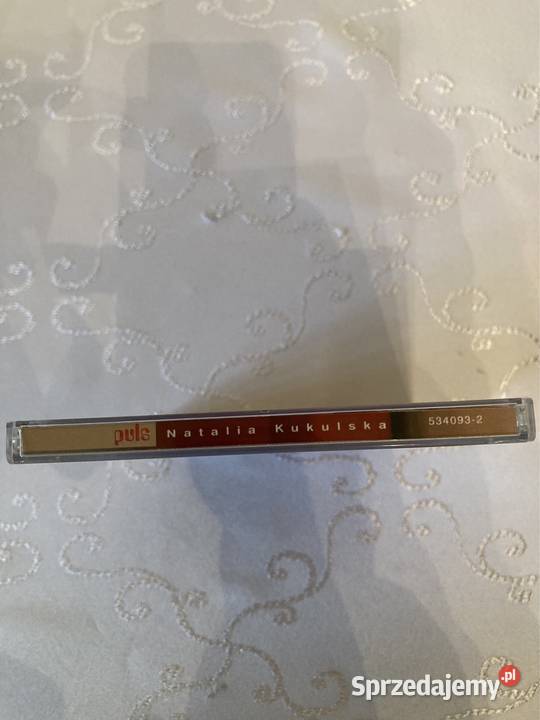 puls Natalia Kukulska 534093-2
Sprzedajemy.pl